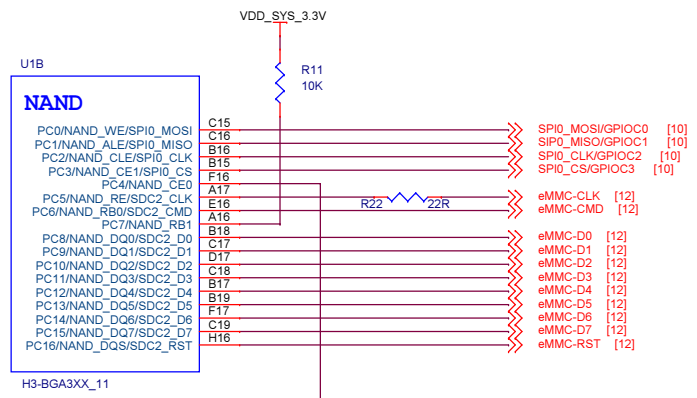 VDD_SYS_3.3V
U1B
R11
10K
NAND
PC0/NAND_WE/SPI0_MOSI C15 SPI0_MOSI/GPIOC0 [10]
PC1/NAND_ALE/SPI0_MISO C16 SIP0_MISO/GPIOC1 [10]
PC2/NAND_CLE/SPI0_CLK B16 SPI0_CLK/GPIOC2 [10]
PC3/NAND_CE1/SPI0_CS B15 SPI0_CS/GPIOC3 [10]
PC4/NAND_CE0 F16
PC5/NAND_RE/SDC2_CLK A17 R22 22R eMMC-CLK [12]
PC6/NAND_RB0/SDC2_CMD E16 eMMC-CMD [12]
PC7/NAND_RB1 A16
PC8/NAND_DQ0/SDC2_D0 B18 eMMC-D0 [12]
PC9/NAND_DQ1/SDC2_D1 C17 eMMC-D1 [12]
PC10/NAND_DQ2/SDC2_D2 D17 eMMC-D2 [12]
PC11/NAND_DQ3/SDC2_D3 C18 eMMC-D3 [12]
PC12/NAND_DQ4/SDC2_D4 B17 eMMC-D4 [12]
PC13/NAND_DQ5/SDC2_D5 B19 eMMC-D5 [12]
PC14/NAND_DQ6/SDC2_D6 F17 eMMC-D6 [12]
PC15/NAND_DQ7/SDC2_D7 C19 eMMC-D7 [12]
PC16/NAND_DQS/SDC2_RST H16 eMMC-RST [12]
H3-BGA3XX_11